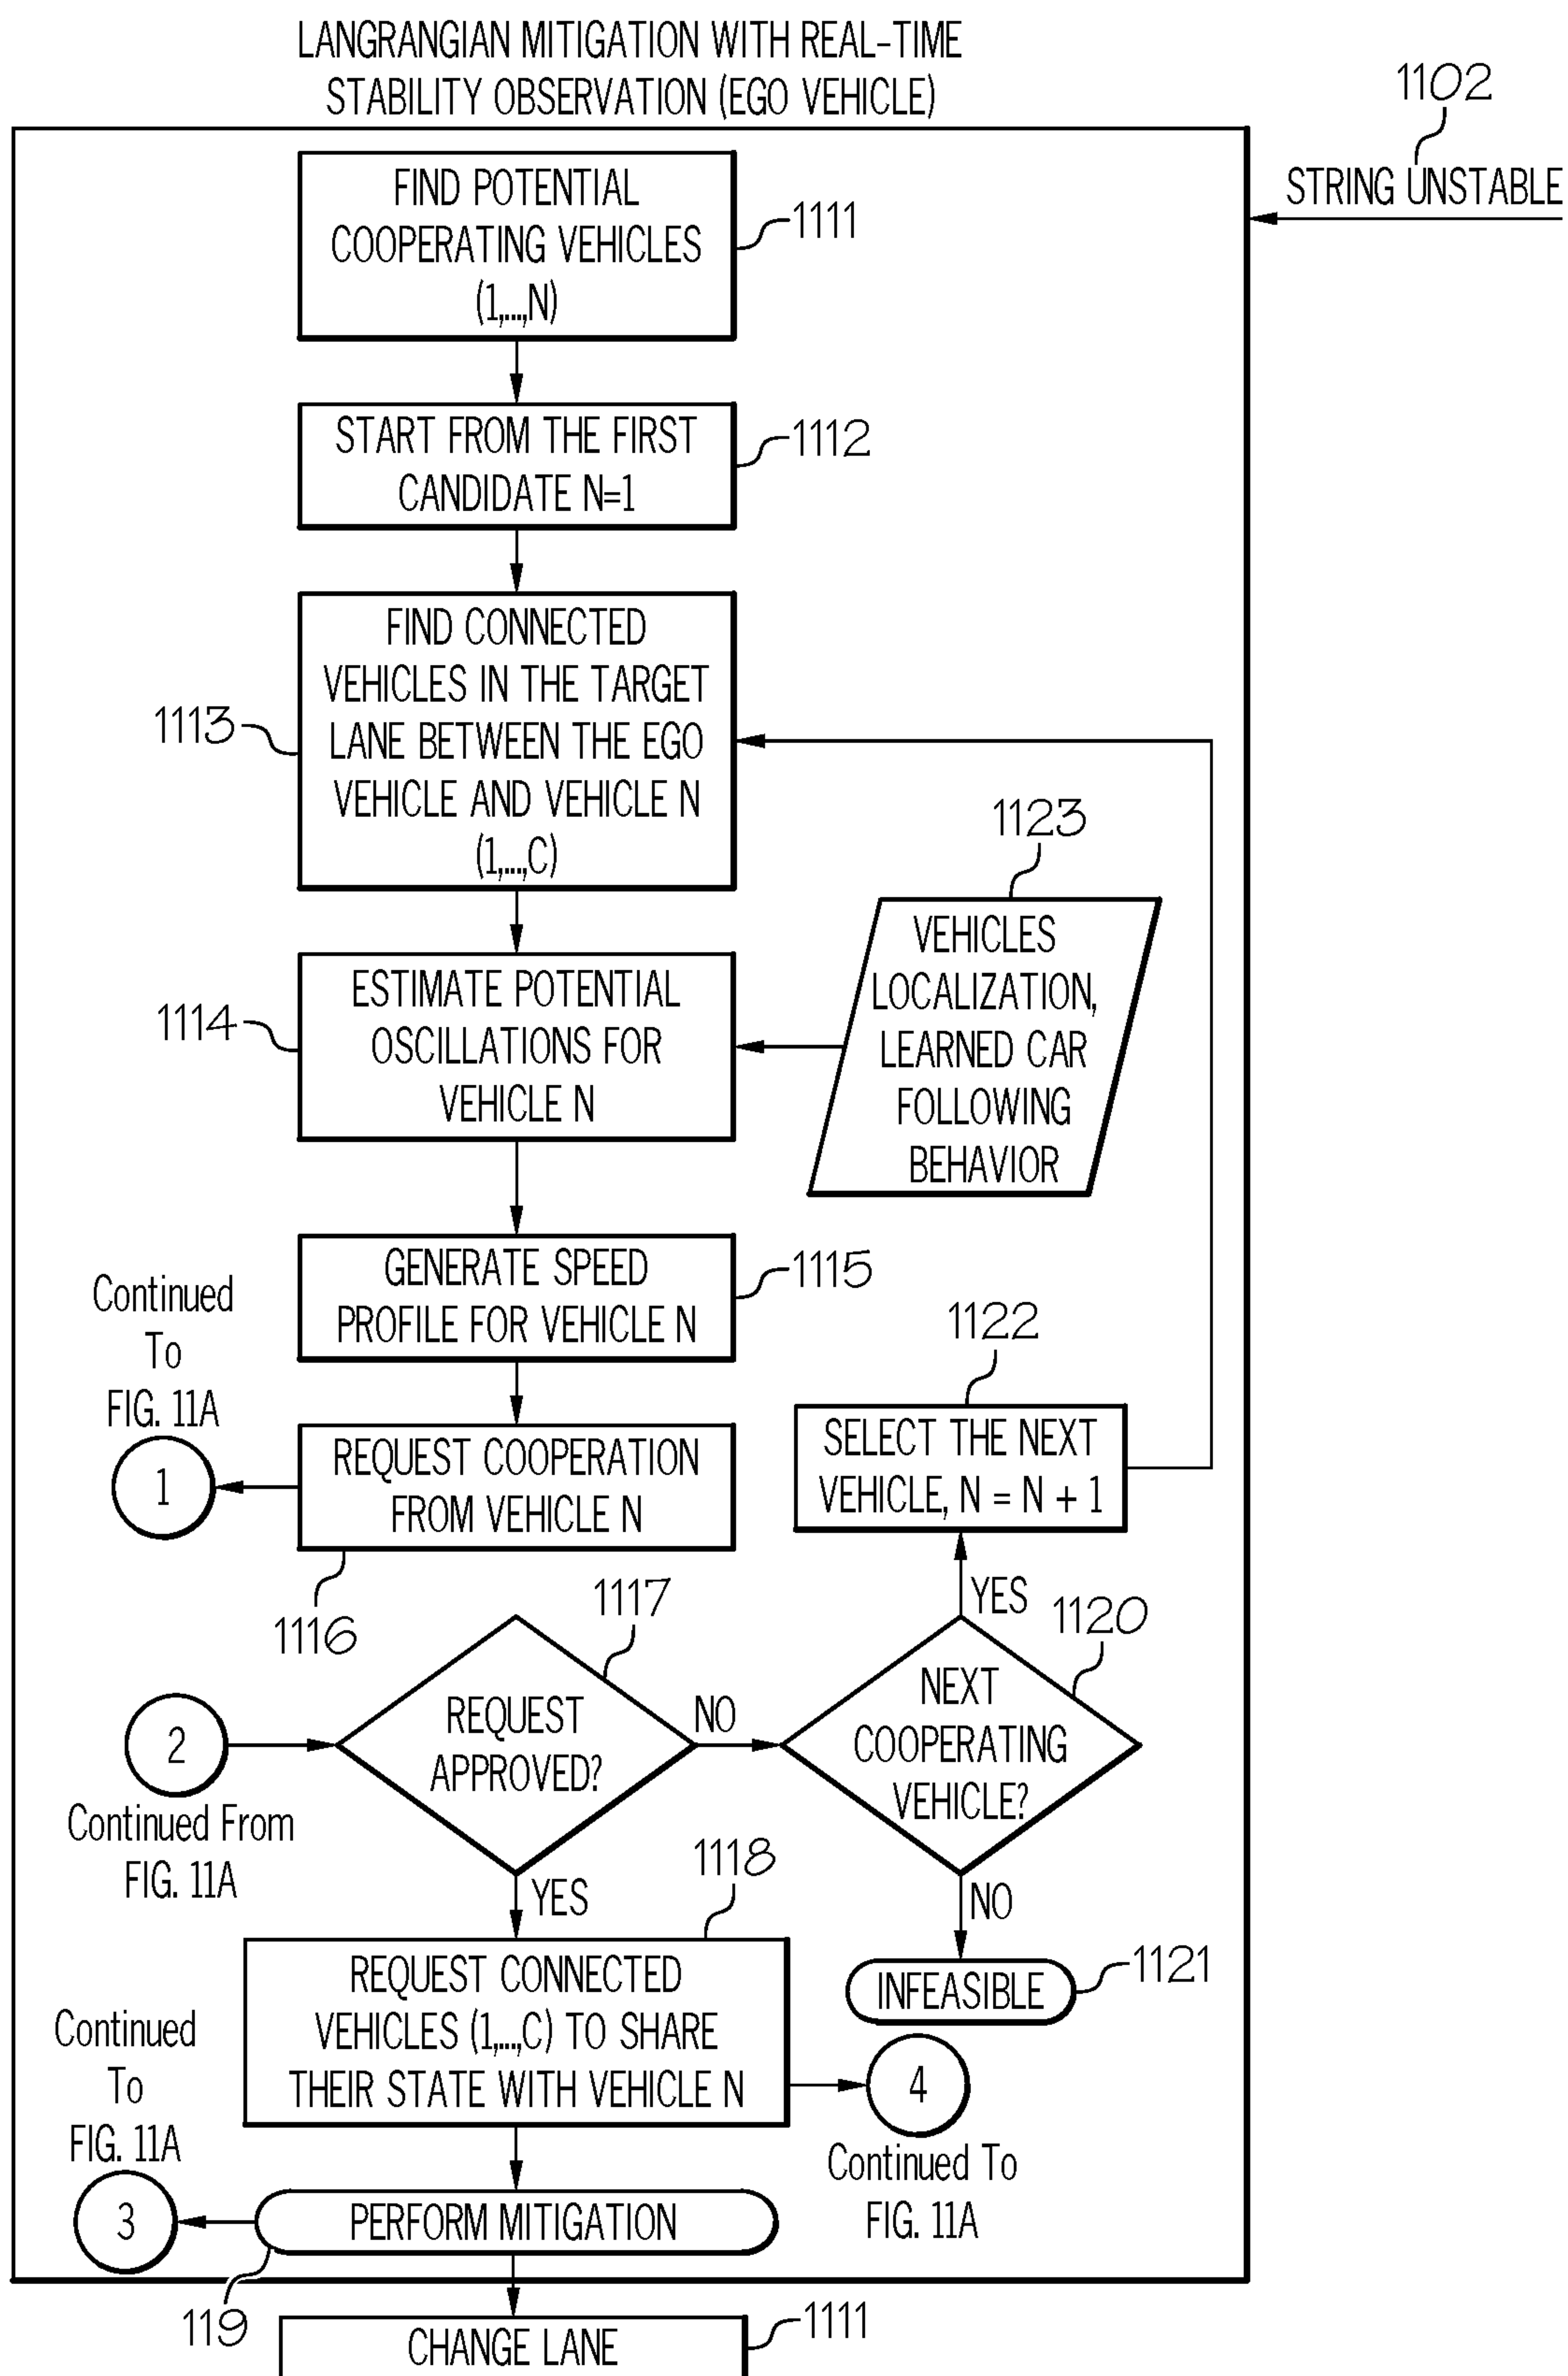 LANGRANGIAN MITIGATION WITH REAL-TIME
STABILITY OBSERVATION (EGO VEHICLE)
1102
STRING UNSTABLE
FIND POTENTIAL
COOPERATING VEHICLES
(1,...,N)
1111
START FROM THE FIRST
CANDIDATE N=1
1112
FIND CONNECTED
VEHICLES IN THE TARGET
LANE BETWEEN THE EGO
VEHICLE AND VEHICLE N
(1,...,C)
1113
1123
VEHICLES
LOCALIZATION,
LEARNED CAR
FOLLOWING
BEHAVIOR
ESTIMATE POTENTIAL
OSCILLATIONS FOR
VEHICLE N
1114
GENERATE SPEED
PROFILE FOR VEHICLE N
1115
Continued
To
FIG. 11A
1
REQUEST COOPERATION
FROM VEHICLE N
1116
1122
SELECT THE NEXT
VEHICLE, N = N + 1
YES
1117
1120
2
Continued From
FIG. 11A
REQUEST
APPROVED?
NO
NEXT
COOPERATING
VEHICLE?
YES
NO
1118
INFEASIBLE
1121
REQUEST CONNECTED
VEHICLES (1,...,C) TO SHARE
THEIR STATE WITH VEHICLE N
4
Continued To
FIG. 11A
Continued
To
FIG. 11A
3
PERFORM MITIGATION
119
CHANGE LANE
1111